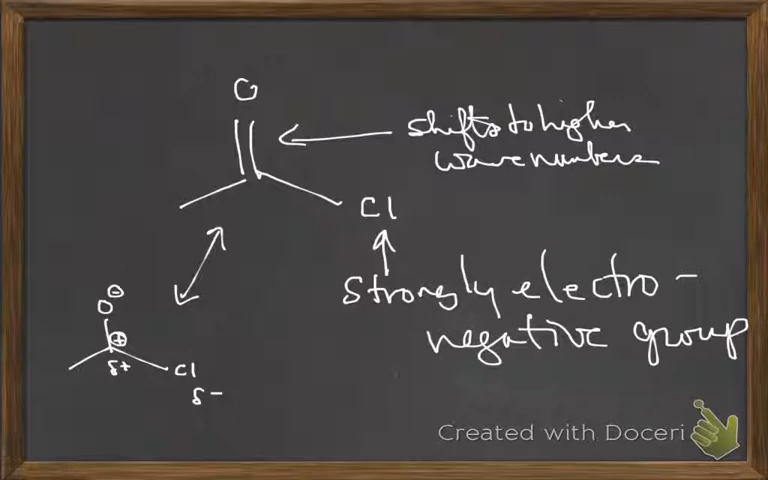 O
shifts to higher
wavenumbers
Cl
Strongly electro-
negative group
O ⊖
⊕
δ+ Cl
δ-
Created with Doceri